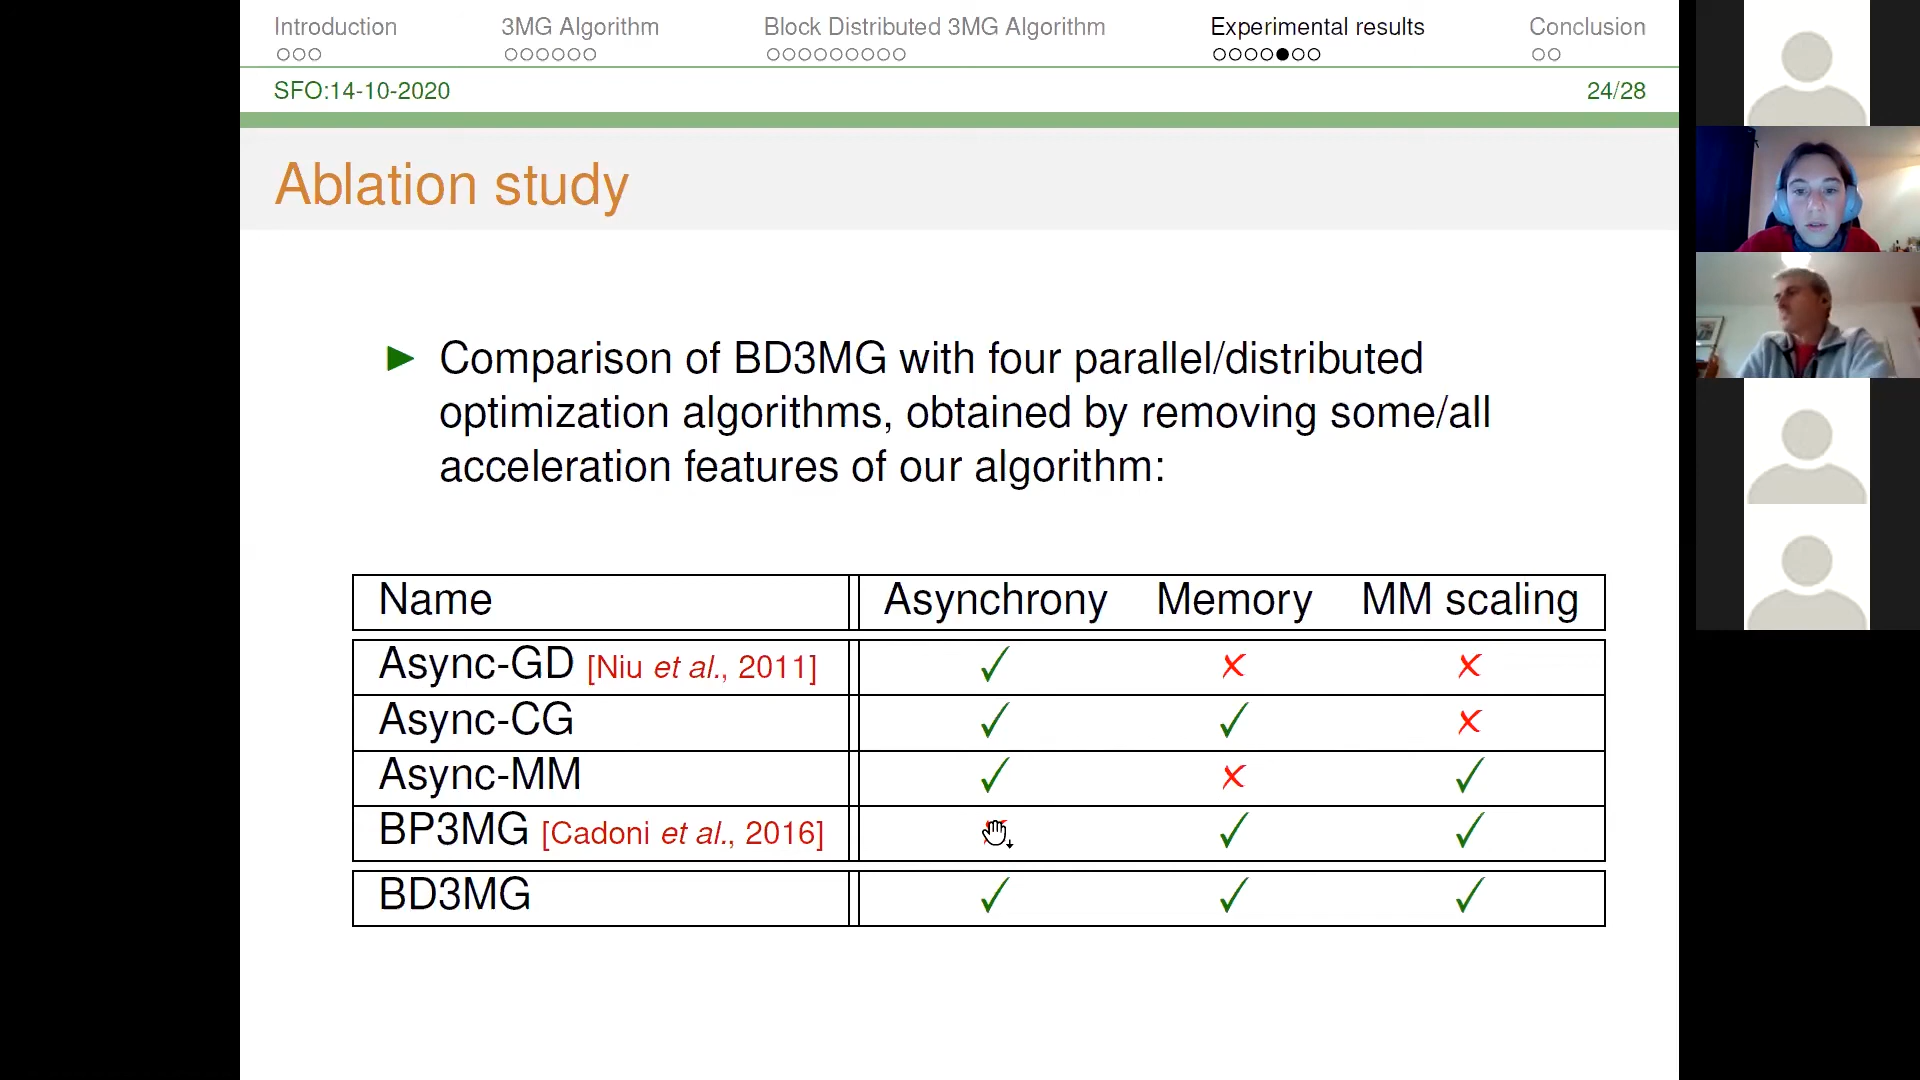 Introduction 3MG Algorithm Block Distributed 3MG Algorithm Experimental results Conclusion
SFO:14-10-2020 24/28
Ablation study
Comparison of BD3MG with four parallel/distributed
optimization algorithms, obtained by removing some/all
acceleration features of our algorithm:
Name Asynchrony Memory MM scaling
Async-GD [Niu et al., 2011] ✓ ✗ ✗
Async-CG ✓ ✓ ✗
Async-MM ✓ ✗ ✓
BP3MG [Cadoni et al., 2016] ✓ ✓
BD3MG ✓ ✓ ✓